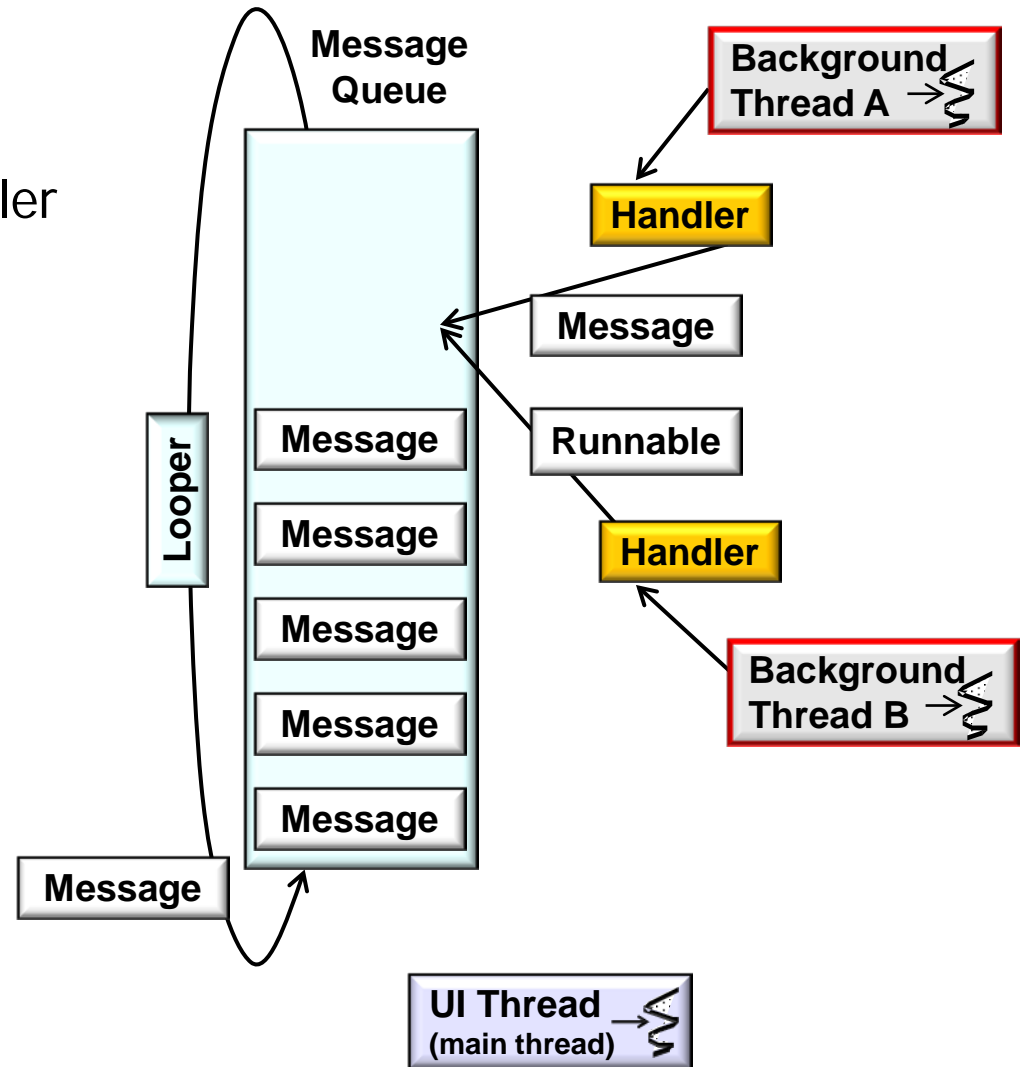 Message
Queue
Background
Thread A
ler
Handler
Message
Message
Runnable
Looper
Message
Handler
Message
Background
Thread B
Message
Message
Message
UI Thread
(main thread)